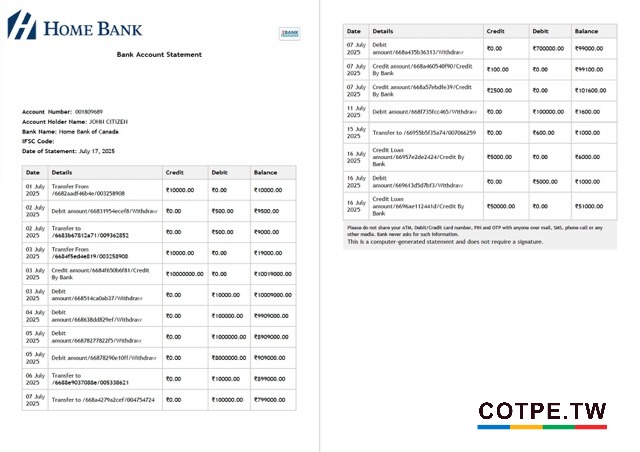 HOME BANK
BANK
Bank Account Statement
Account Number: 001809689
Account Holder Name: JOHN CITIZEN
Bank Name: Home Bank of Canada
IFSC Code:
Date of Statement: July 17, 2025
Date Details Credit Debit Balance
01 July 2025 Transfer From /6682aadf46b4e/003258908 ₹10000.00 ₹0.00 ₹10000.00
02 July 2025 Debit amount/66831954ecef8/Withdraw ₹0.00 ₹500.00 ₹9500.00
02 July 2025 Transfer to /6683b67812a71/009362852 ₹0.00 ₹500.00 ₹9000.00
03 July 2025 Transfer From /6684f5ed4e819/003258908 ₹10000.00 ₹0.00 ₹19000.00
03 July 2025 Credit amount/6684f650b6f81/Credit By Bank ₹10000000.00 ₹0.00 ₹10019000.00
03 July 2025 Debit amount/668514ca0ab37/Withdraw ₹0.00 ₹10000.00 ₹10009000.00
04 July 2025 Debit amount/668638dd829ef/Withdraw ₹0.00 ₹100000.00 ₹9909000.00
05 July 2025 Debit amount/66878277822f5/Withdraw ₹0.00 ₹1000000.00 ₹8909000.00
05 July 2025 Debit amount/66878290e10ff/Withdraw ₹0.00 ₹8000000.00 ₹909000.00
06 July 2025 Transfer to /6688e9037088e/005338621 ₹0.00 ₹10000.00 ₹899000.00
07 July 2025 Transfer to /668a4279a2cef/004754724 ₹0.00 ₹100000.00 ₹799000.00
Date Details Credit Debit Balance
07 July 2025 Debit amount/668a435b36313/Withdraw ₹0.00 ₹700000.00 ₹99000.00
07 July 2025 Credit amount/668a460540f90/Credit By Bank ₹100.00 ₹0.00 ₹99100.00
07 July 2025 Credit amount/668a57ebdfe39/Credit By Bank ₹2500.00 ₹0.00 ₹101600.00
11 July 2025 Debit amount/668f735fcc465/Withdraw ₹0.00 ₹100000.00 ₹1600.00
15 July 2025 Transfer to /66955b5f35a74/007066259 ₹0.00 ₹600.00 ₹1000.00
16 July 2025 Credit Loan amount/66957e2de2424/Credit By Bank ₹5000.00 ₹0.00 ₹6000.00
16 July 2025 Debit amount/669613d5d7bf3/Withdraw ₹0.00 ₹5000.00 ₹1000.00
16 July 2025 Credit Loan amount/6696ae112441d/Credit By Bank ₹50000.00 ₹0.00 ₹51000.00
Please do not share your ATM, Debit/Credit card number, PIN and OTP with anyone over mail, SMS, phone call or any
other media. Bank never asks for such information.
This is a computer-generated statement and does not require a signature.
COTPE.TW